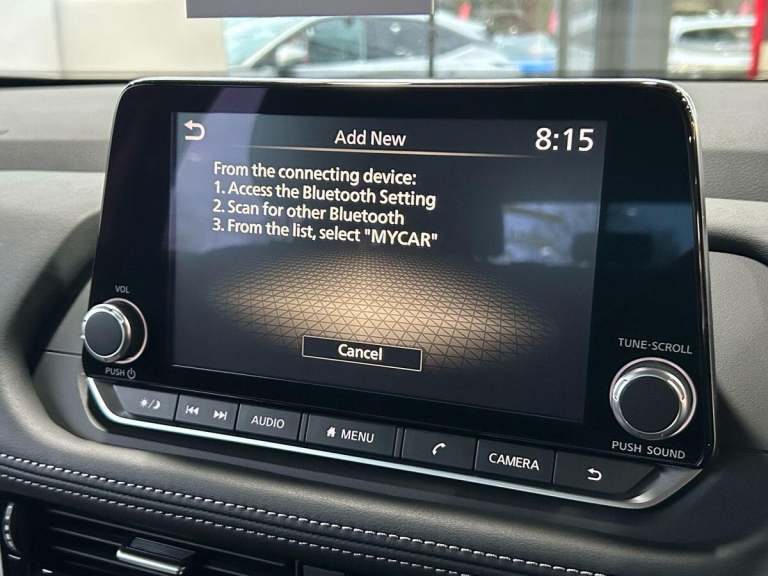 Add New 8:15
From the connecting device:
1. Access the Bluetooth Setting
2. Scan for other Bluetooth
3. From the list, select "MYCAR"
Cancel
VOL
PUSH
TUNE·SCROLL
PUSH SOUND
AUDIO
MENU
CAMERA